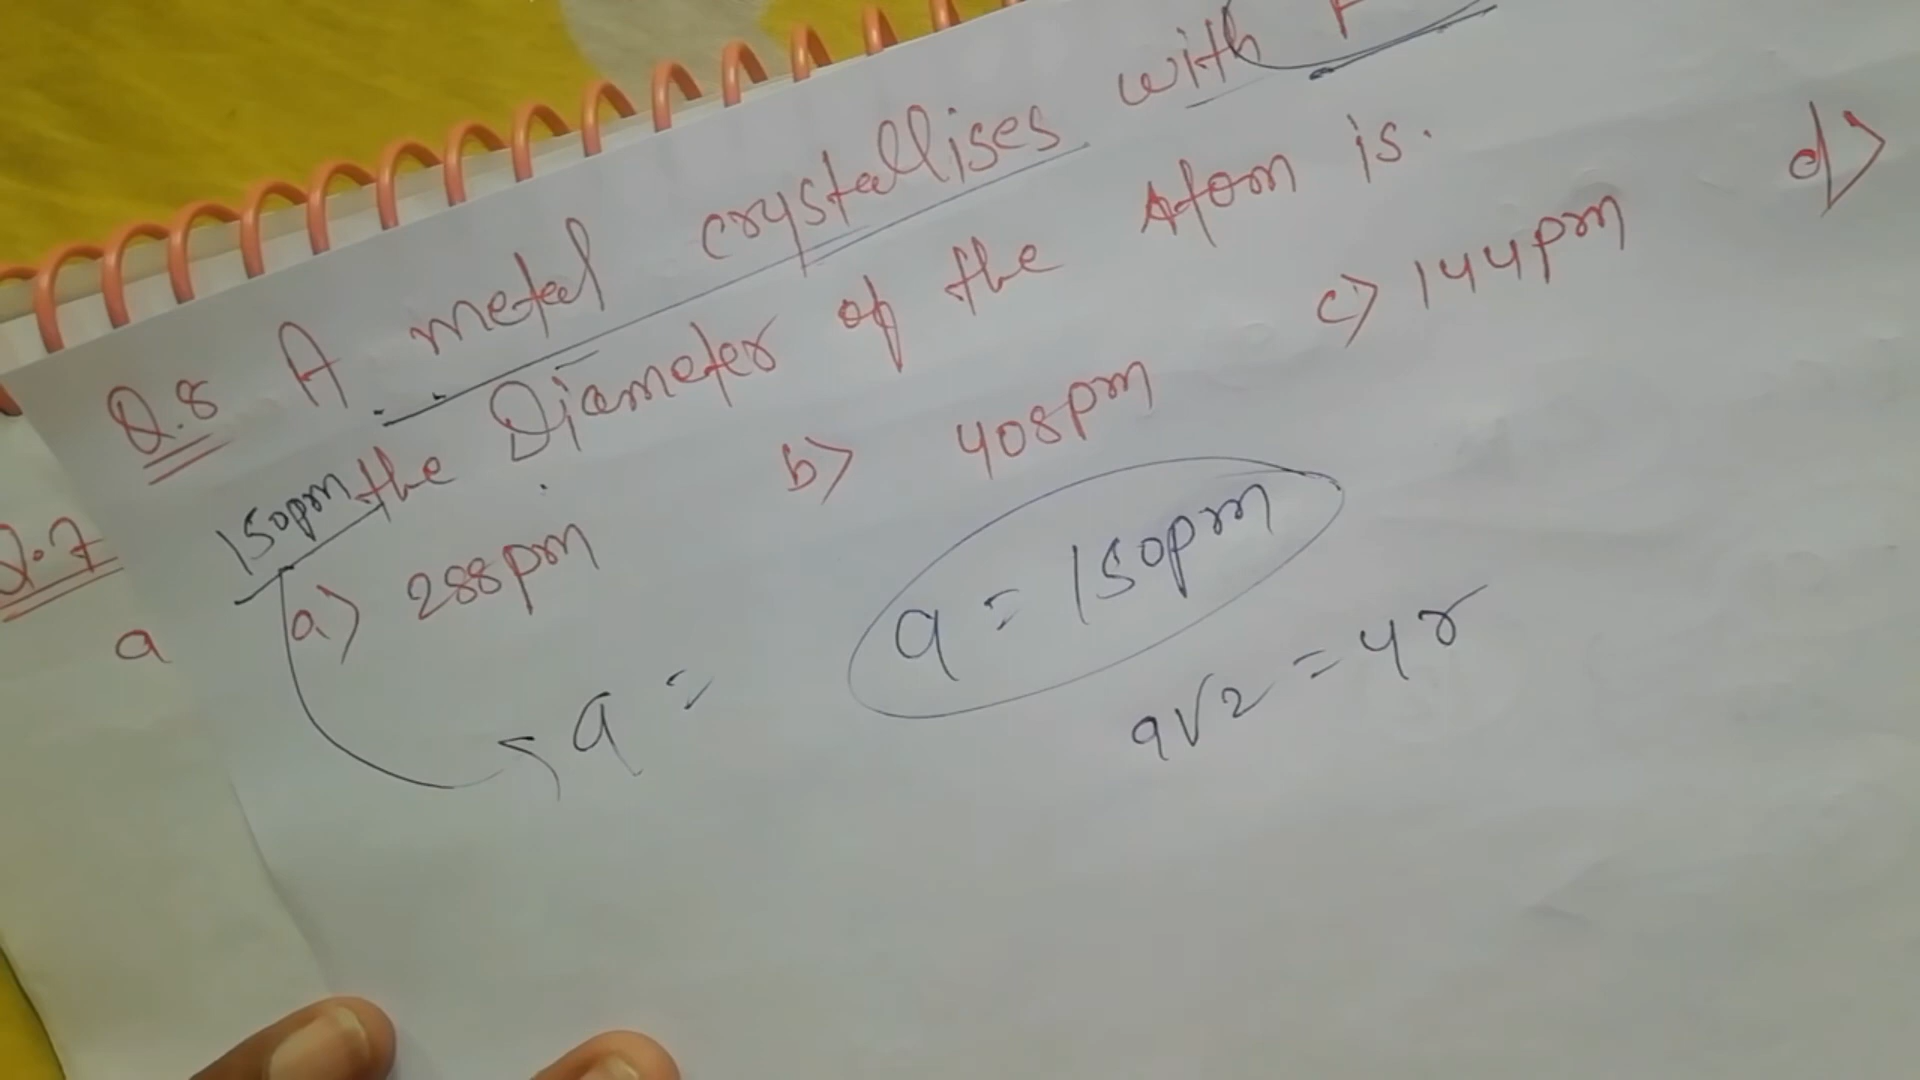 Q.8 A metal crystallises with F
150pm the Diameter of the Atom is.
a) 288pm b) 408pm c) 144pm d)
Q.7
a
a =
a = 150pm
a√2 = 4r